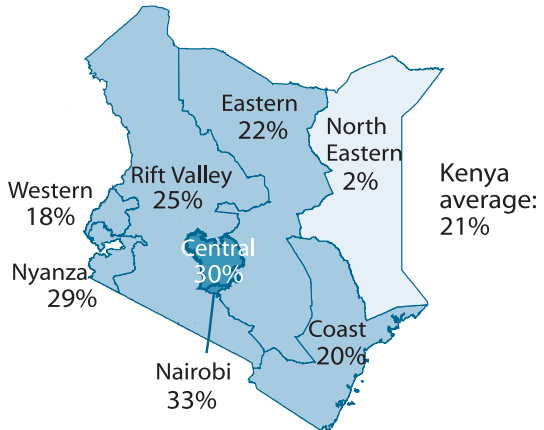 Eastern
22%
North
Eastern
2%
Kenya
average:
21%
Rift Valley
25%
Western
18%
Central
30%
Nyanza
29%
Coast
20%
Nairobi
33%